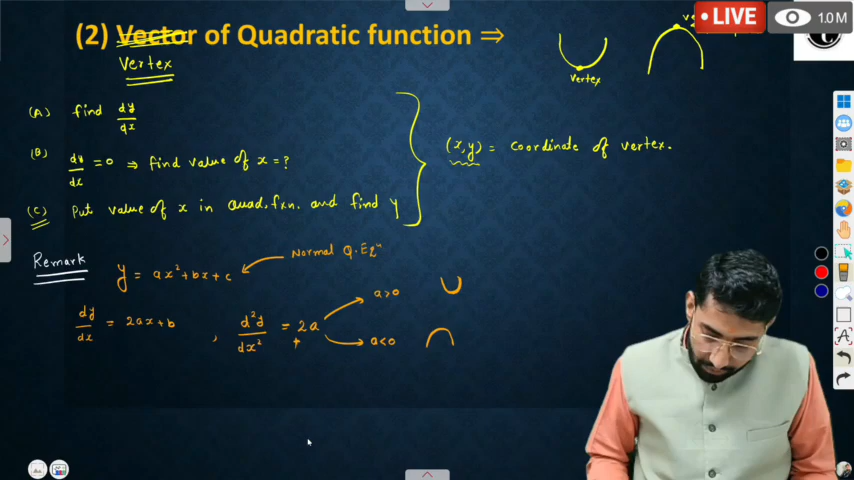 LIVE 1.0M
(2) Vector of Quadratic function ⇒
Vertex
vertex
(A) find dy/dx
(B) dy/dx = 0 ⇒ find value of x = ?
(x,y) = coordinate of vertex.
(C) Put value of x in quad. fxn. and find y
Remark
y = ax² + bx + c
Normal Q. Eqⁿ
dy/dx = 2ax + b , d²y/dx² = 2a
a>0
a<0
A